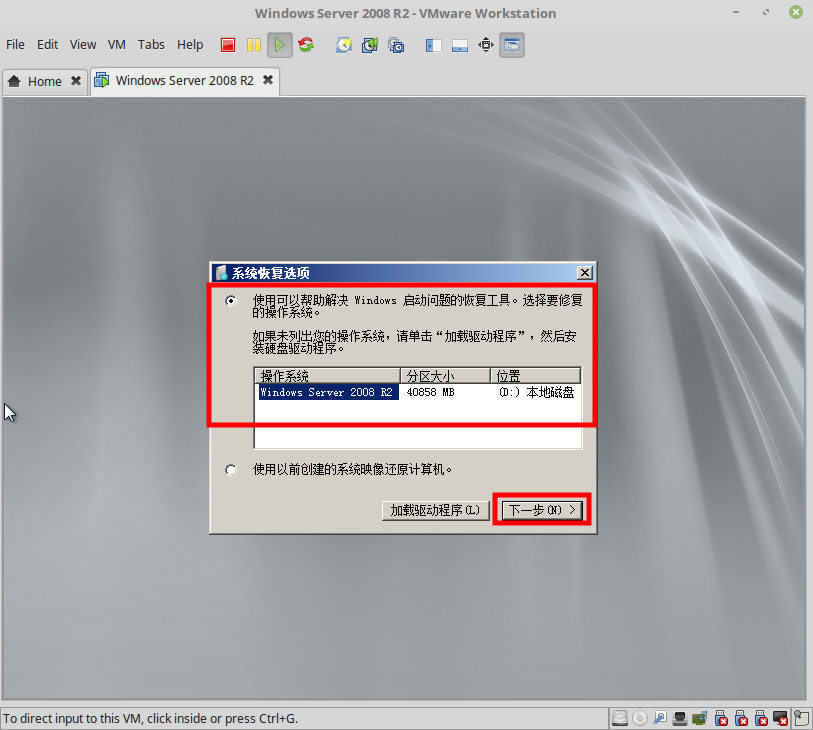 Windows Server 2008 R2 - VMware Workstation
File Edit View VM Tabs Help
Home Windows Server 2008 R2
系统恢复选项
使用可以帮助解决 Windows 启动问题的恢复工具。选择要修复
的操作系统。
如果未列出您的操作系统，请单击“加载驱动程序”，然后安
装硬盘驱动程序。
操作系统 分区大小 位置
Windows Server 2008 R2 40858 MB (D:) 本地磁盘
使用以前创建的系统映像还原计算机。
加载驱动程序(L) 下一步(N) >
To direct input to this VM, click inside or press Ctrl+G.